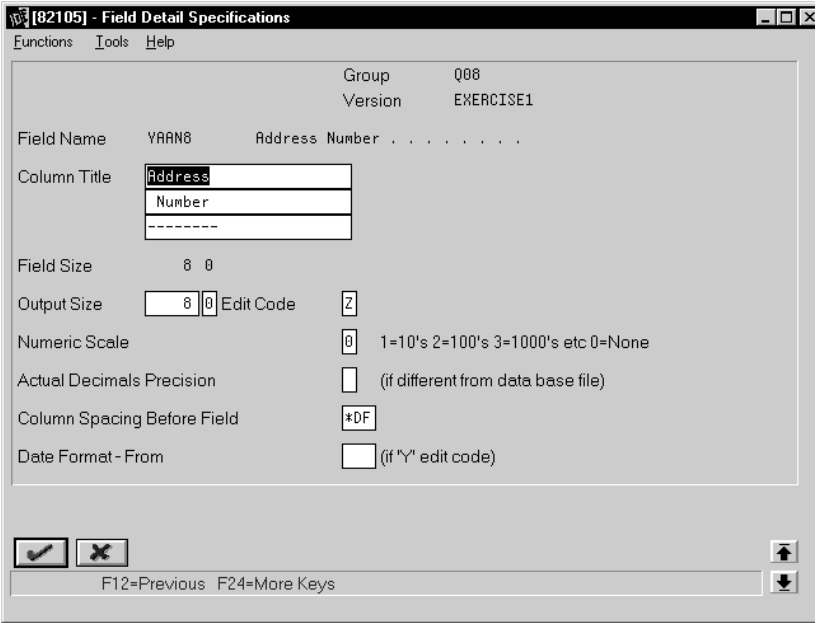 [82105] - Field Detail Specifications
Functions Tools Help
Group Q08
Version EXERCISE1
Field Name YAAN8 Address Number . . . . . . . .
Column Title Address
Number
--------
Field Size 8 0
Output Size 8 0 Edit Code Z
Numeric Scale 0 1=10's 2=100's 3=1000's etc 0=None
Actual Decimals Precision (if different from data base file)
Column Spacing Before Field *DF
Date Format - From (if 'Y' edit code)
F12=Previous F24=More Keys